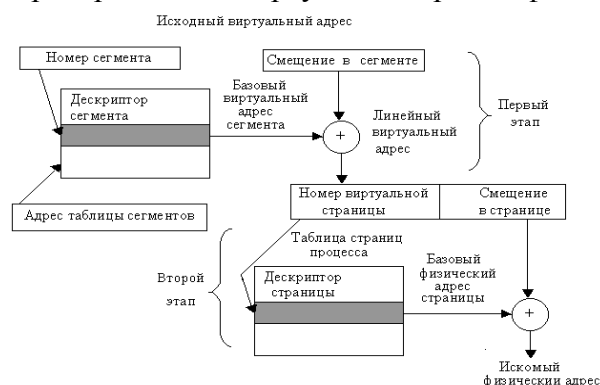 Исходный виртуальный адрес
Номер сегмента
Смещение в сегменте
Дескриптор
сегмента
Базовый
виртуальный
адрес
сегмента
+
Линейный
виртуальный
адрес
Первый
этап
Адрес таблицы сегментов
Номер виртуальной
страницы
Смещение
в странице
Второй
этап
Таблица страниц
процесса
Дескриптор
страницы
Базовый
физический
адрес
страницы
+
Искомый
физический адрес